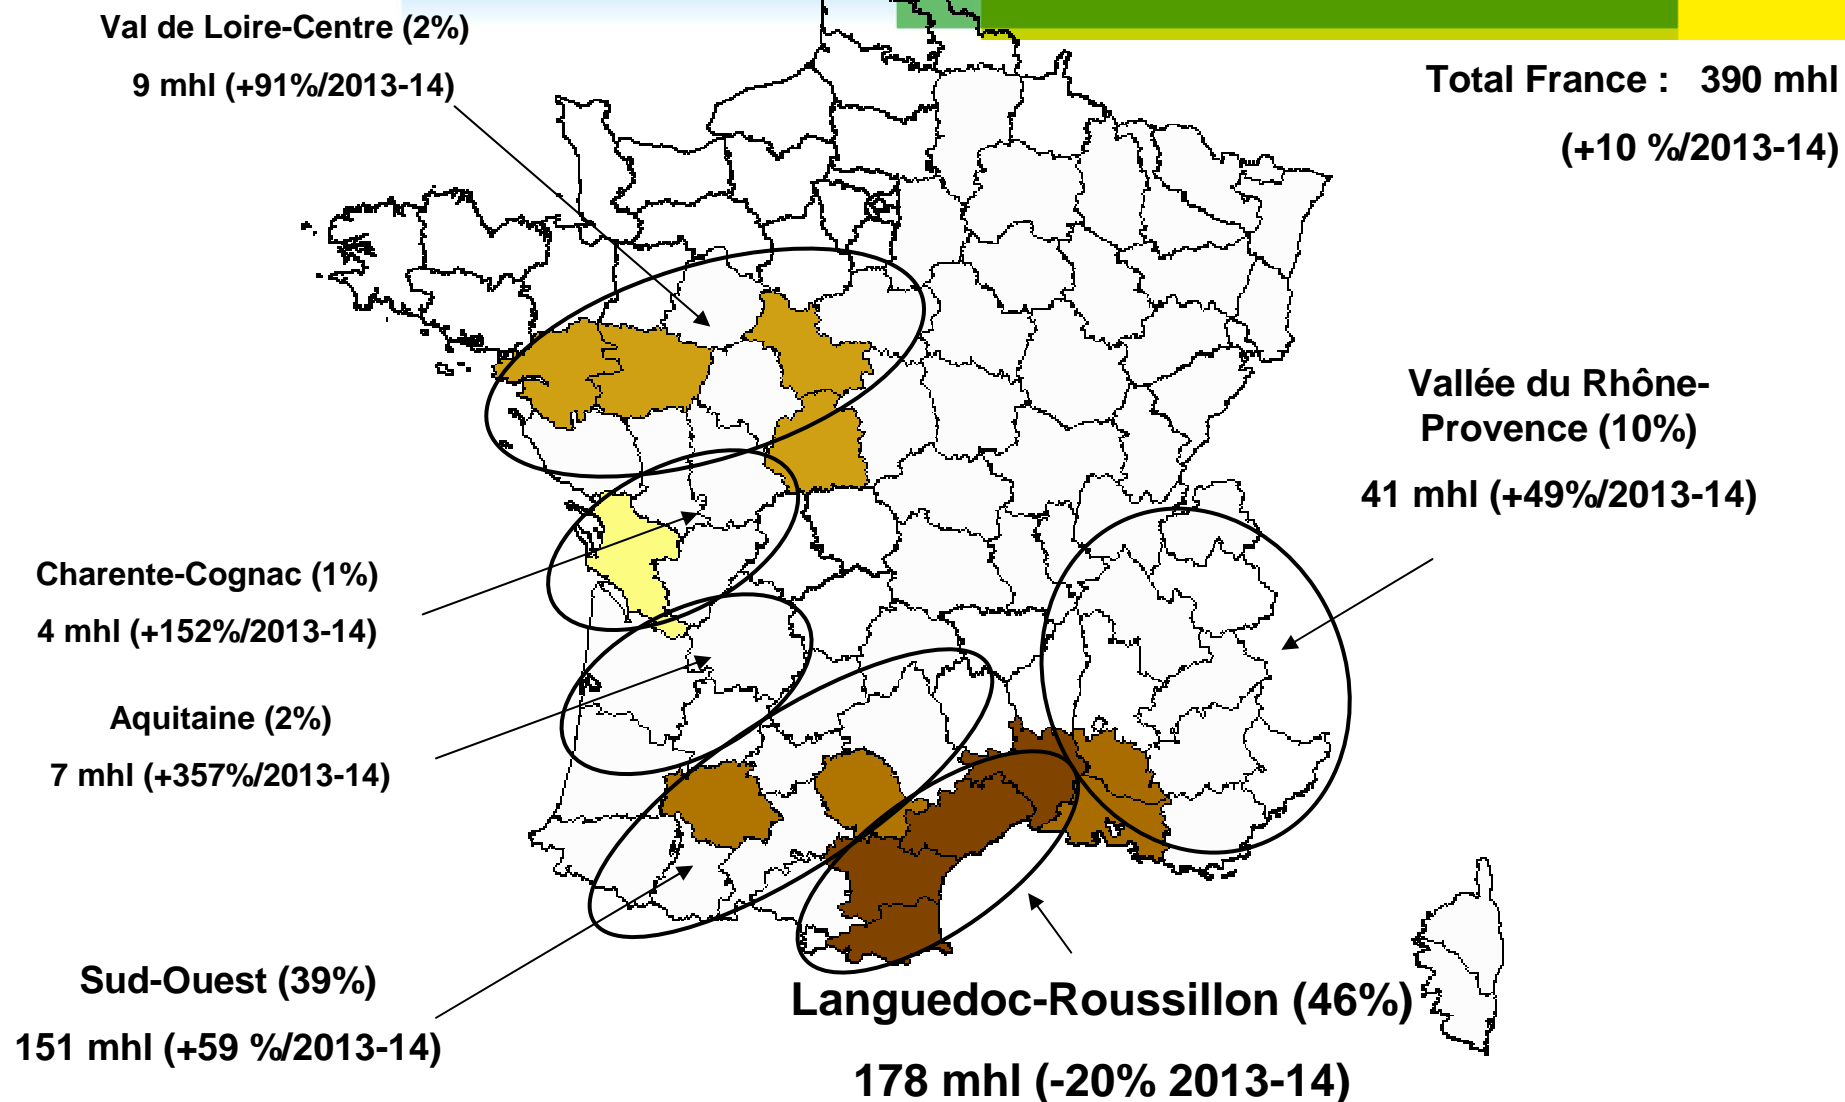 Val de Loire-Centre (2%)
9 mhl (+91%/2013-14)
Total France : 390 mhl
(+10 %/2013-14)
Vallée du Rhône-
Provence (10%)
41 mhl (+49%/2013-14)
Charente-Cognac (1%)
4 mhl (+152%/2013-14)
Aquitaine (2%)
7 mhl (+357%/2013-14)
Sud-Ouest (39%)
151 mhl (+59 %/2013-14)
Languedoc-Roussillon (46%)
178 mhl (-20% 2013-14)